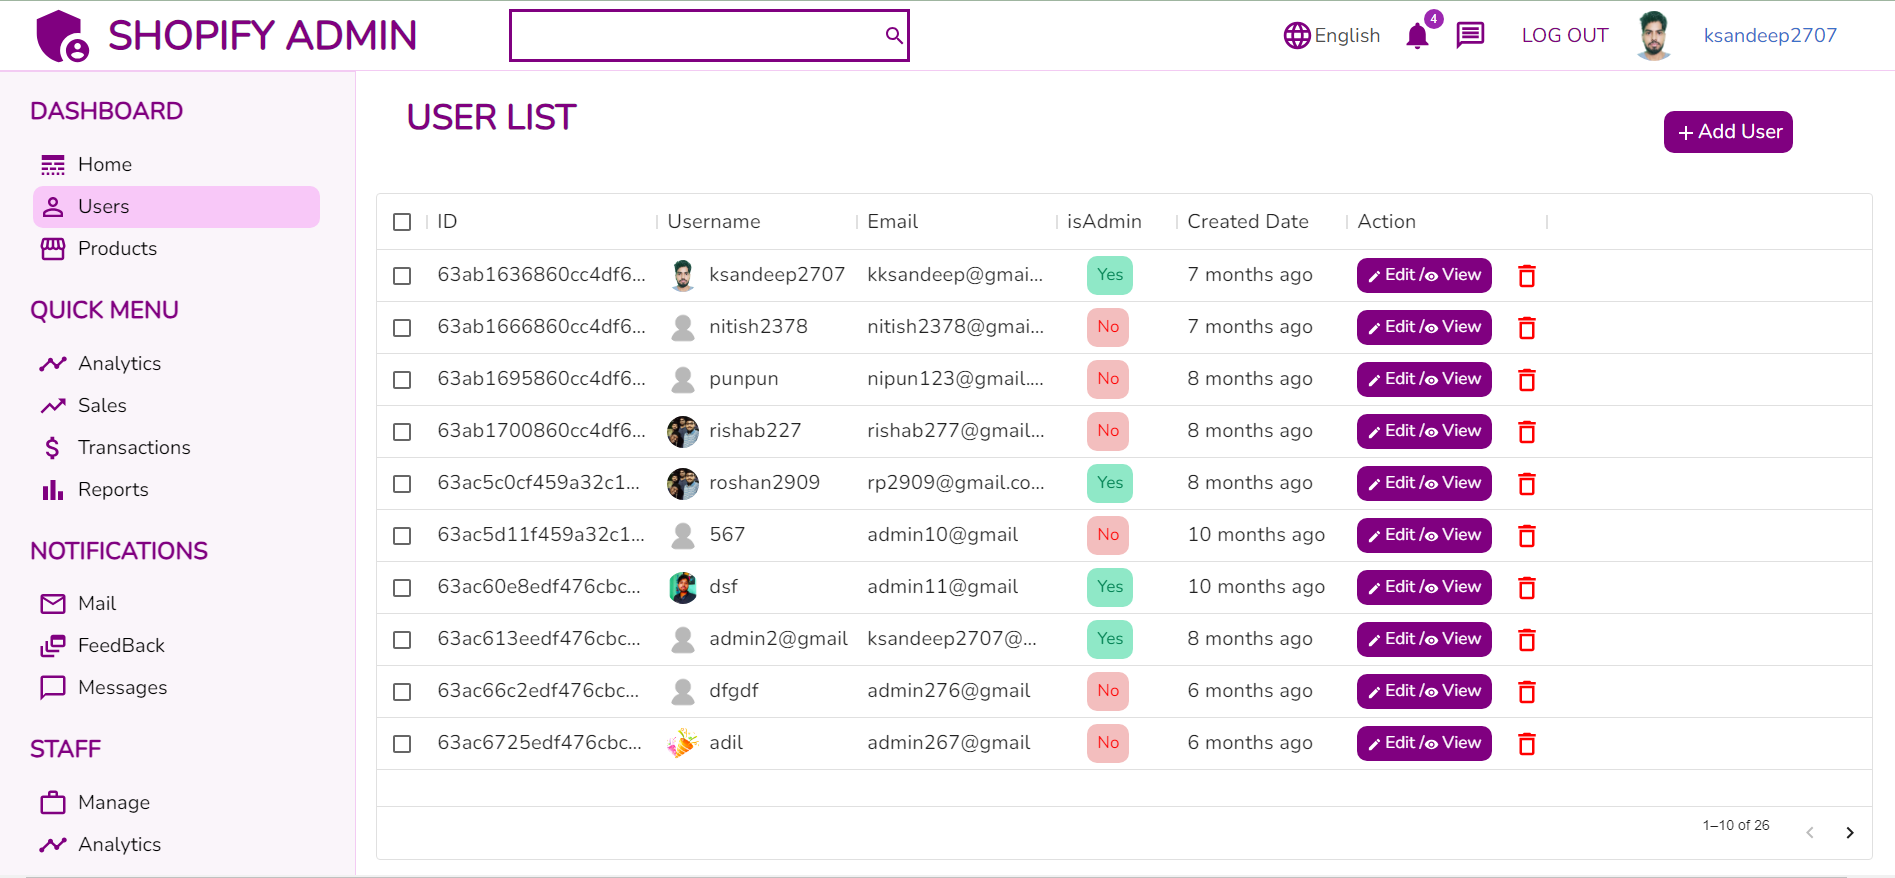 SHOPIFY ADMIN
English
4
LOG OUT
ksandeep2707
DASHBOARD
Home
Users
Products
QUICK MENU
Analytics
Sales
Transactions
Reports
NOTIFICATIONS
Mail
FeedBack
Messages
STAFF
Manage
Analytics
USER LIST
+ Add User
ID Username Email isAdmin Created Date Action
63ab1636860cc4df6... ksandeep2707 kksandeep@gmai... Yes 7 months ago Edit / View
63ab1666860cc4df6... nitish2378 nitish2378@gmai... No 7 months ago Edit / View
63ab1695860cc4df6... punpun nipun123@gmail.... No 8 months ago Edit / View
63ab1700860cc4df6... rishab227 rishab277@gmail... No 8 months ago Edit / View
63ac5c0cf459a32c1... roshan2909 rp2909@gmail.co... Yes 8 months ago Edit / View
63ac5d11f459a32c1... 567 admin10@gmail No 10 months ago Edit / View
63ac60e8edf476cbc... dsf admin11@gmail Yes 10 months ago Edit / View
63ac613eedf476cbc... admin2@gmail ksandeep2707@... Yes 8 months ago Edit / View
63ac66c2edf476cbc... dfgdf admin276@gmail No 6 months ago Edit / View
63ac6725edf476cbc... adil admin267@gmail No 6 months ago Edit / View
1–10 of 26